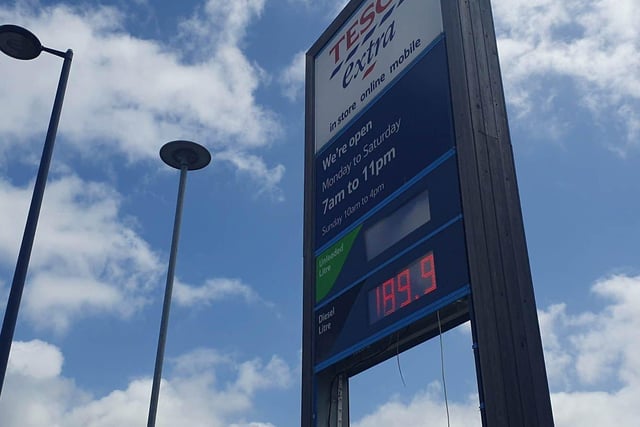 TESCO
extra
in store online mobile
We're open
Monday to Saturday
7am to 11pm
Sunday 10am to 4pm
Unleaded
Litre
Diesel
Litre
189.9